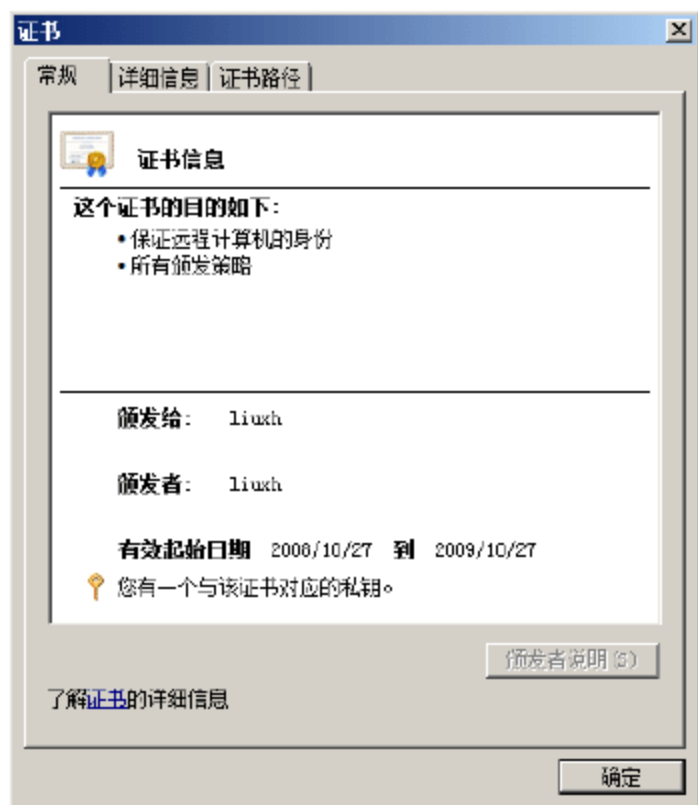 证书
常规 详细信息 证书路径
证书信息
这个证书的目的如下:
•保证远程计算机的身份
•所有颁发策略
颁发给: liuxh
颁发者: liuxh
有效起始日期 2008/10/27 到 2009/10/27
您有一个与该证书对应的私钥。
颁发者说明(S)
了解证书的详细信息
确定